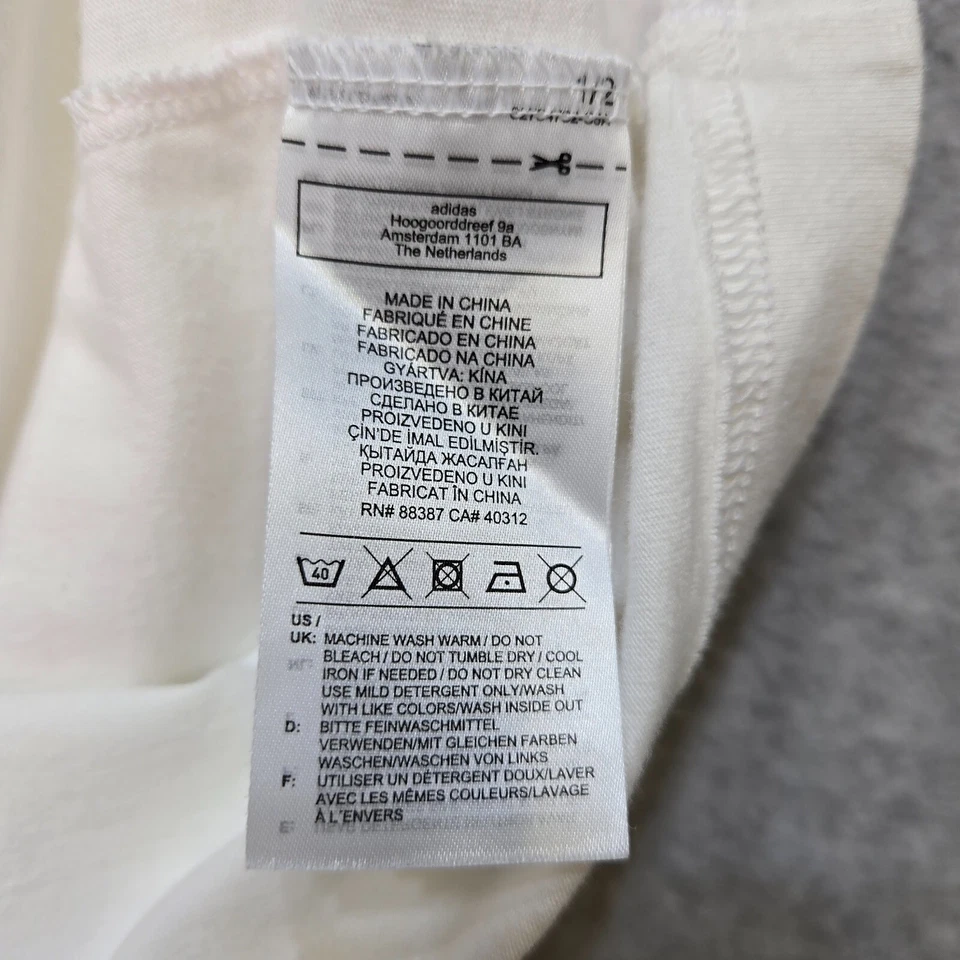 1/2
adidas
Hoogoorddreef 9a
Amsterdam 1101 BA
The Netherlands
MADE IN CHINA
FABRIQUÉ EN CHINE
FABRICADO EN CHINA
FABRICADO NA CHINA
GYÁRTVA: KÍNA
ПРОИЗВЕДЕНО В КИТАЙ
СДЕЛАНО В КИТАЕ
PROIZVEDENO U KINI
ÇİN'DE İMAL EDİLMİŞTİR.
ҚЫТАЙДА ЖАСАЛҒАН
PROIZVEDENO U KINI
FABRICAT ÎN CHINA
RN# 88387 CA# 40312
40
US /
UK: MACHINE WASH WARM / DO NOT
BLEACH / DO NOT TUMBLE DRY / COOL
IRON IF NEEDED / DO NOT DRY CLEAN
USE MILD DETERGENT ONLY/WASH
WITH LIKE COLORS/WASH INSIDE OUT
D: BITTE FEINWASCHMITTEL
VERWENDEN/MIT GLEICHEN FARBEN
WASCHEN/WASCHEN VON LINKS
F: UTILISER UN DÉTERGENT DOUX/LAVER
AVEC LES MÊMES COULEURS/LAVAGE
À L'ENVERS